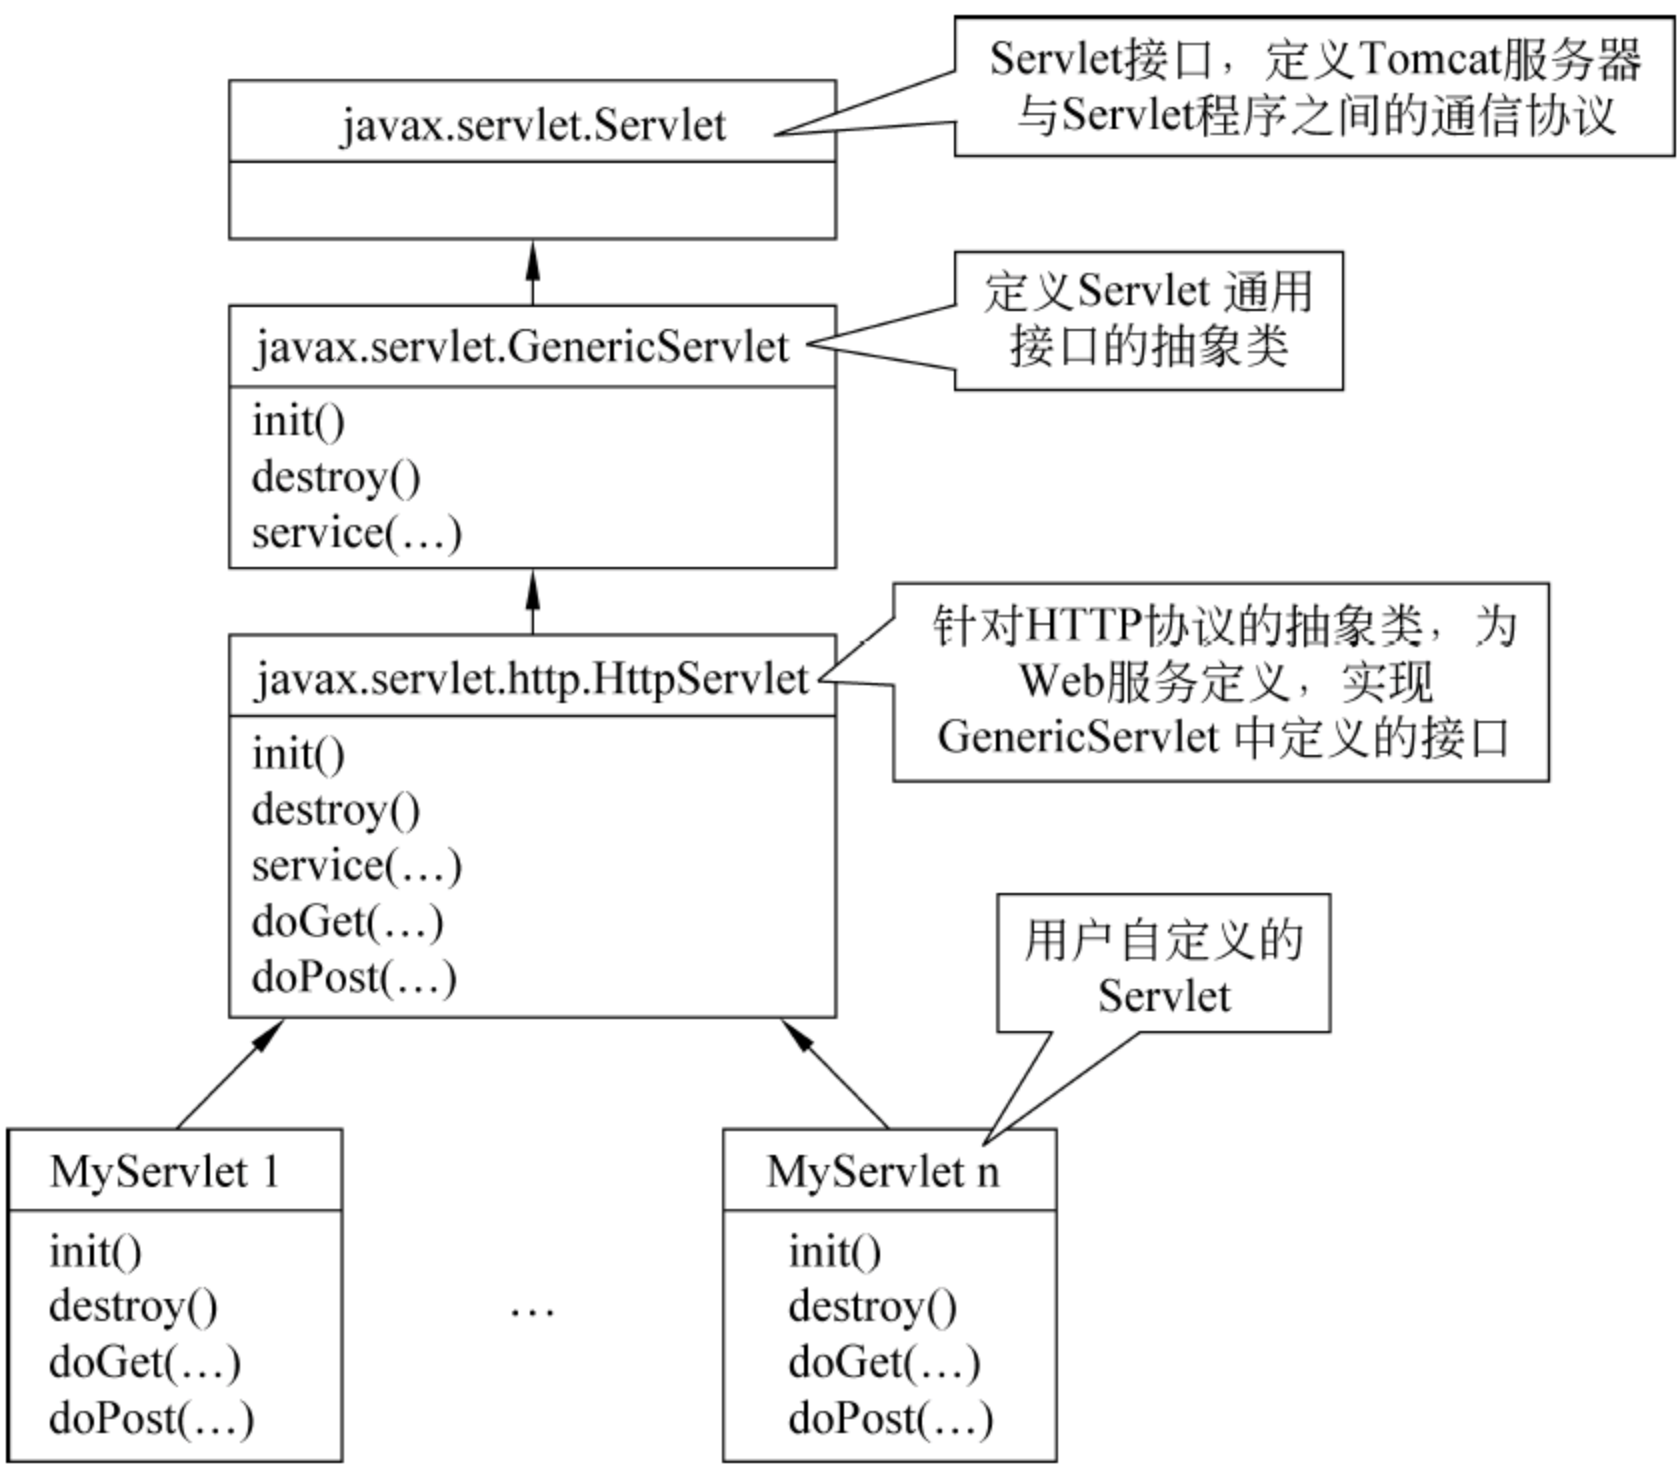 Servlet接口，定义Tomcat服务器
与Servlet程序之间的通信协议
javax.servlet.Servlet
定义Servlet 通用
接口的抽象类
javax.servlet.GenericServlet
init()
destroy()
service(…)
针对HTTP协议的抽象类，为
Web服务定义，实现
GenericServlet 中定义的接口
javax.servlet.http.HttpServlet
init()
destroy()
service(…)
doGet(…)
doPost(…)
用户自定义的
Servlet
MyServlet 1
init()
destroy()
doGet(…)
doPost(…)
…
MyServlet n
init()
destroy()
doGet(…)
doPost(…)